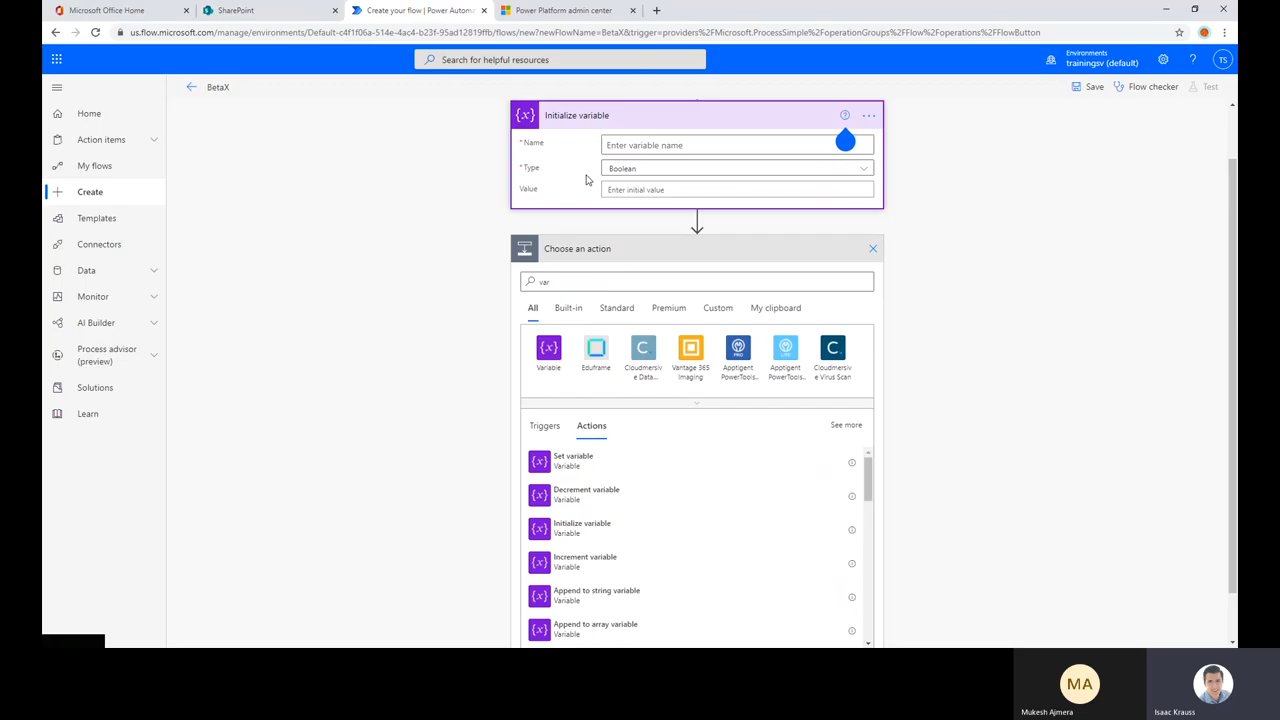 Microsoft Office Home
SharePoint
Create your flow | Power Automat
Power Platform admin center
us.flow.microsoft.com/manage/environments/Default-c4f1f06a-514e-4ac4-b23f-95ad12819ffb/flows/new?newFlowName=BetaX&trigger=providers%2FMicrosoft.ProcessSimple%2FoperationGroups%2FFlow%2Foperations%2FFlowButton
Search for helpful resources
Environments
trainingsv (default)
TS
BetaX
Save
Flow checker
Test
Home
Action items
My flows
Create
Templates
Connectors
Data
Monitor
AI Builder
Process advisor
(preview)
Solutions
Learn
{x} Initialize variable
* Name
Enter variable name
* Type
Boolean
Value
Enter initial value
Choose an action
var
All
Built-in
Standard
Premium
Custom
My clipboard
Variable
Eduframe
Cloudmersiv
e Data...
Vantage 365
Imaging
PRO
Apptigent
PowerTools...
LITE
Apptigent
PowerTools...
Cloudmersiv
e Virus Scan
Triggers
Actions
See more
{x} Set variable
Variable
{x} Decrement variable
Variable
{x} Initialize variable
Variable
{x} Increment variable
Variable
{x} Append to string variable
Variable
{x} Append to array variable
Variable
MA
Mukesh Ajmera
Isaac Krauss